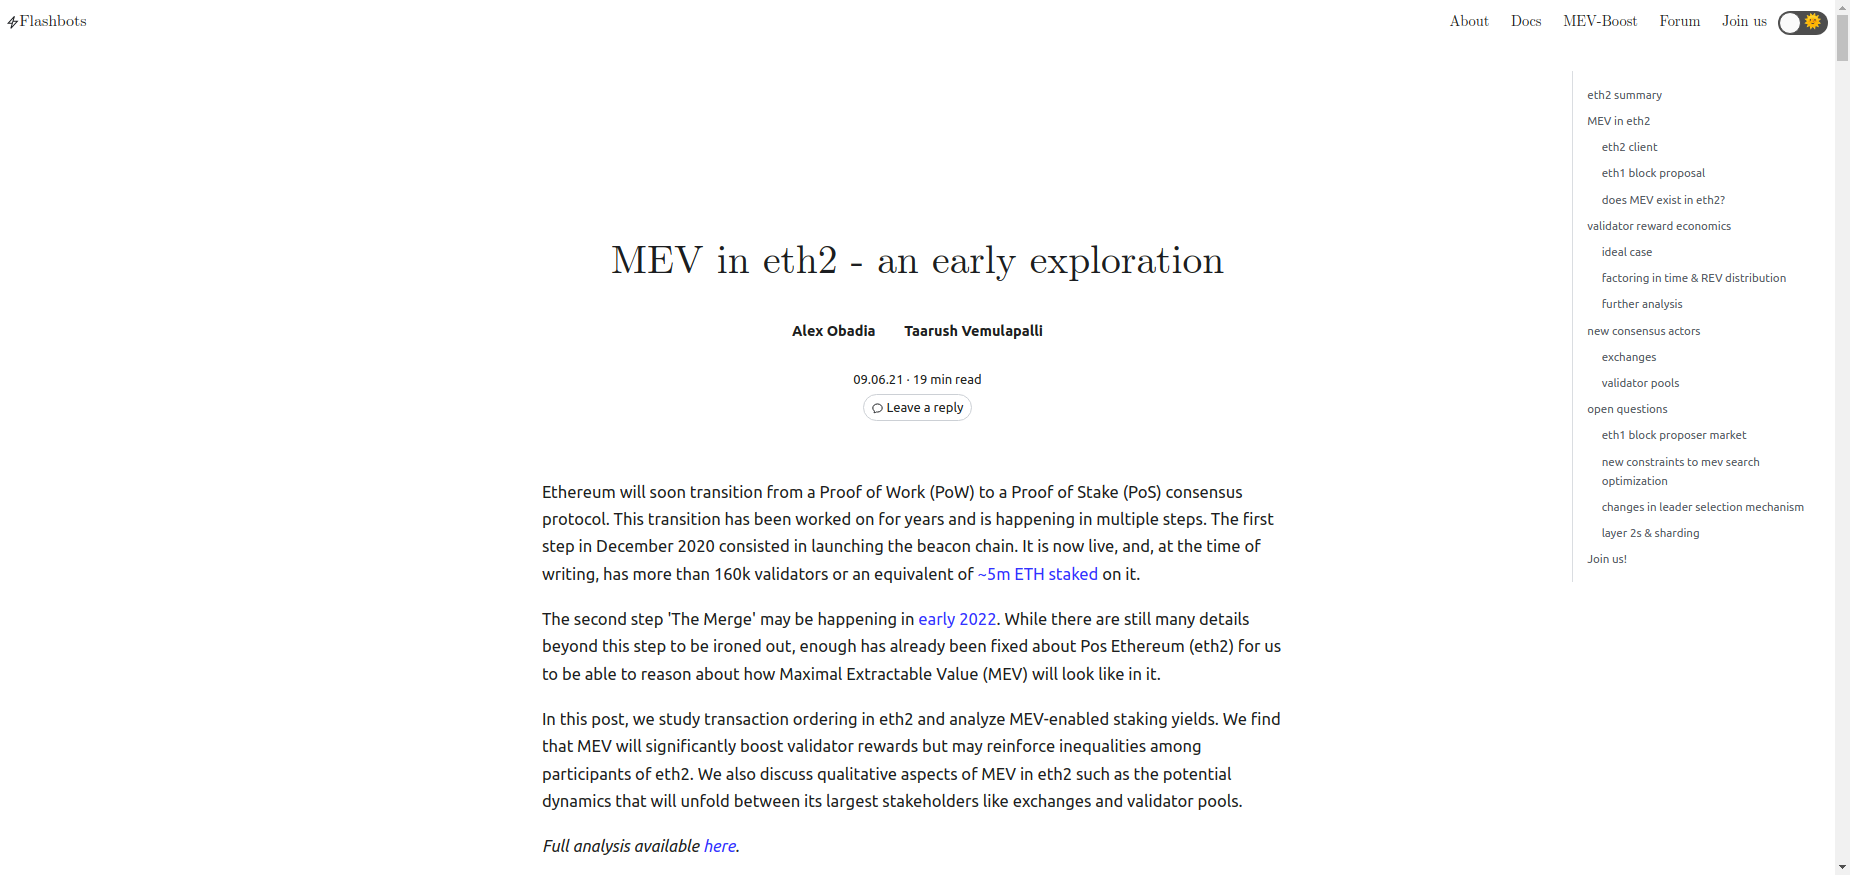 Flashbots
About Docs MEV-Boost Forum Join us
MEV in eth2 - an early exploration
Alex Obadia Taarush Vemulapalli
09.06.21 · 19 min read
Leave a reply
Ethereum will soon transition from a Proof of Work (PoW) to a Proof of Stake (PoS) consensus
protocol. This transition has been worked on for years and is happening in multiple steps. The first
step in December 2020 consisted in launching the beacon chain. It is now live, and, at the time of
writing, has more than 160k validators or an equivalent of ~5m ETH staked on it.
The second step 'The Merge' may be happening in early 2022. While there are still many details
beyond this step to be ironed out, enough has already been fixed about Pos Ethereum (eth2) for us
to be able to reason about how Maximal Extractable Value (MEV) will look like in it.
In this post, we study transaction ordering in eth2 and analyze MEV-enabled staking yields. We find
that MEV will significantly boost validator rewards but may reinforce inequalities among
participants of eth2. We also discuss qualitative aspects of MEV in eth2 such as the potential
dynamics that will unfold between its largest stakeholders like exchanges and validator pools.
Full analysis available here.
eth2 summary
MEV in eth2
eth2 client
eth1 block proposal
does MEV exist in eth2?
validator reward economics
ideal case
factoring in time & REV distribution
further analysis
new consensus actors
exchanges
validator pools
open questions
eth1 block proposer market
new constraints to mev search
optimization
changes in leader selection mechanism
layer 2s & sharding
Join us!